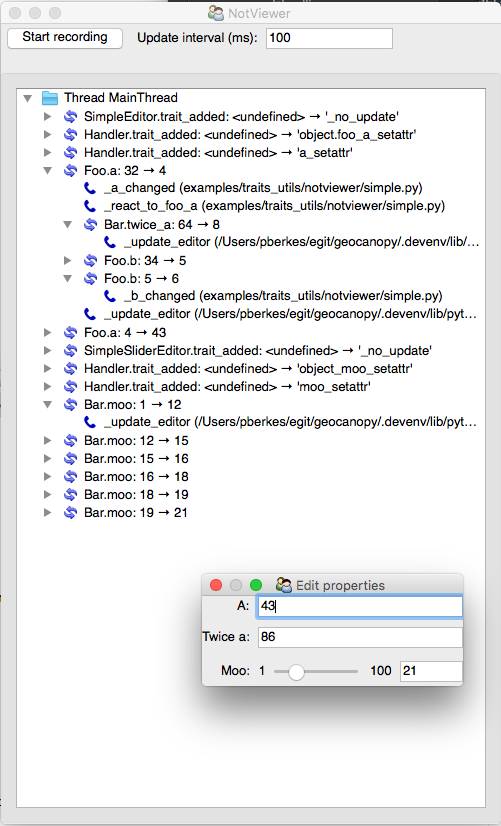 NotViewer
Start recording Update interval (ms): 100
Thread MainThread
SimpleEditor.trait_added: <undefined> → '_no_update'
Handler.trait_added: <undefined> → 'object.foo_a_setattr'
Handler.trait_added: <undefined> → 'a_setattr'
Foo.a: 32 → 4
_a_changed (examples/traits_utils/notviewer/simple.py)
_react_to_foo_a (examples/traits_utils/notviewer/simple.py)
Bar.twice_a: 64 → 8
_update_editor (/Users/pberkes/egit/geocanopy/.devenv/lib/...
Foo.b: 34 → 5
Foo.b: 5 → 6
_b_changed (examples/traits_utils/notviewer/simple.py)
_update_editor (/Users/pberkes/egit/geocanopy/.devenv/lib/pyt...
Foo.a: 4 → 43
SimpleSliderEditor.trait_added: <undefined> → '_no_update'
Handler.trait_added: <undefined> → 'object_moo_setattr'
Handler.trait_added: <undefined> → 'moo_setattr'
Bar.moo: 1 → 12
_update_editor (/Users/pberkes/egit/geocanopy/.devenv/lib/pyt...
Bar.moo: 12 → 15
Bar.moo: 15 → 16
Bar.moo: 16 → 18
Bar.moo: 18 → 19
Bar.moo: 19 → 21
Edit properties
A: 43
Twice a: 86
Moo: 1 100 21